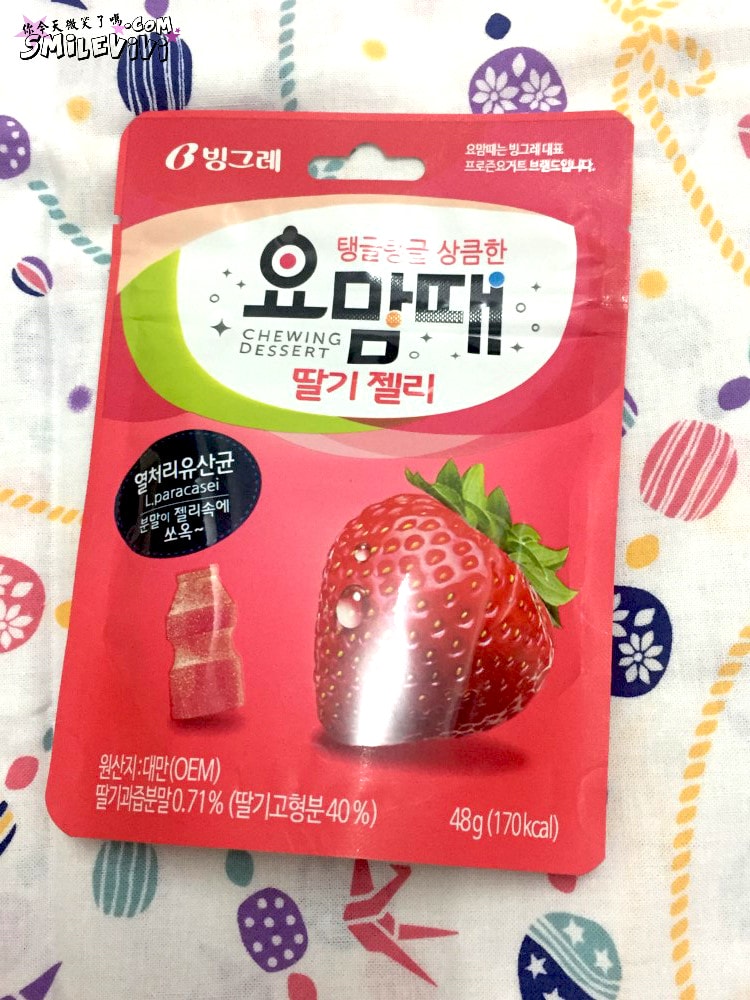 你今天微笑了嗎.COM
SMILEVIVI
빙그레
요맘때는 빙그레 대표
프로즌요거트 브랜드입니다.
탱글탱글 상큼한
요맘때
CHEWING
DESSERT
딸기 젤리
열처리유산균
L.paracasei
분말이 젤리속에
쏘옥~
원산지:대만(OEM)
딸기과즙분말0.71% (딸기고형분40%)
48g (170kcal)